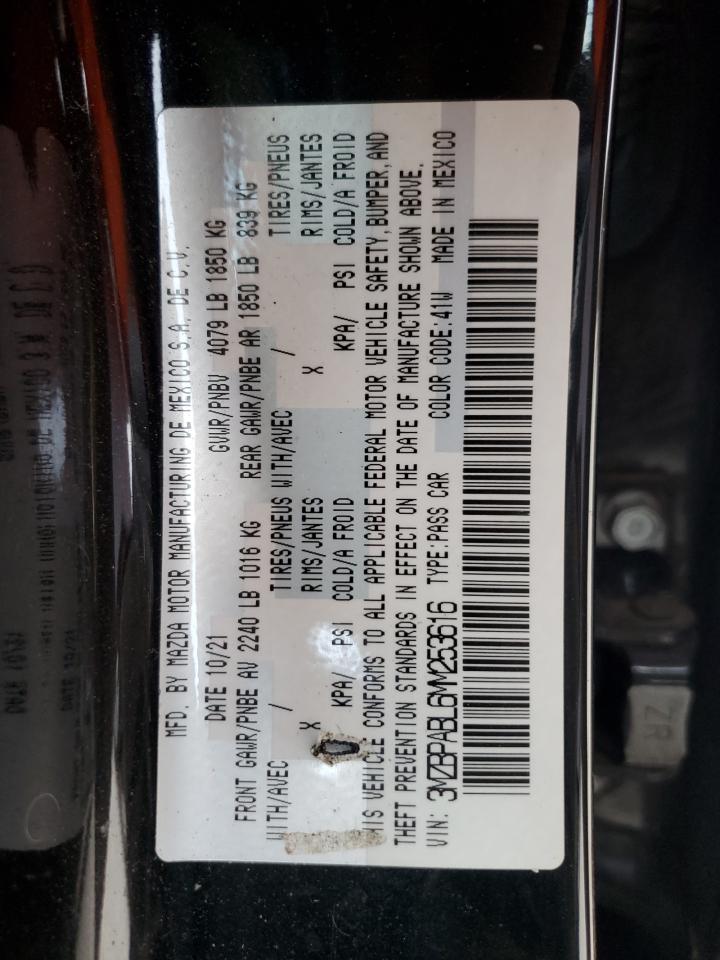 MFD. BY MAZDA MOTOR MANUFACTURING DE MEXICO S.A. DE C.V.
DATE 10/21 GVWR/PNBV 4079 LB 1850 KG
FRONT GAWR/PNBE AV 2240 LB 1016 KG REAR GAWR/PNBE AR 1850 LB 839 KG
WITH/AVEC / TIRES/PNEUS WITH/AVEC / TIRES/PNEUS
X RIMS/JANTES X RIMS/JANTES
KPA/ PSI COLD/A FROID KPA/ PSI COLD/A FROID
THIS VEHICLE CONFORMS TO ALL APPLICABLE FEDERAL MOTOR VEHICLE SAFETY, BUMPER, AND
THEFT PREVENTION STANDARDS IN EFFECT ON THE DATE OF MANUFACTURE SHOWN ABOVE.
VIN: 3MZBPABL6MM253616 TYPE:PASS CAR COLOR CODE:41W MADE IN MEXICO
ZR